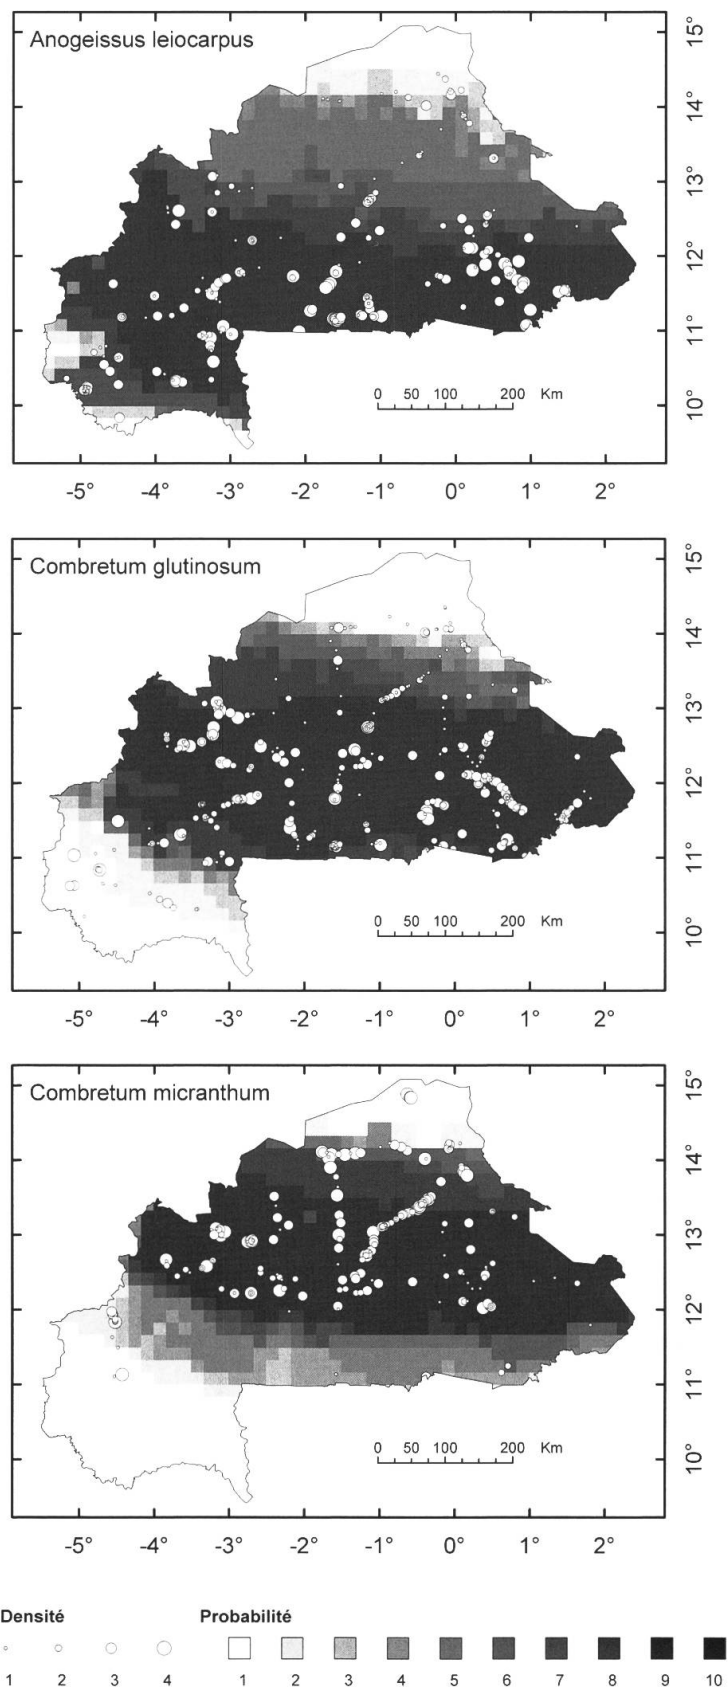 Anogeissus leiocarpus
15°
14°
13°
12°
11°
10°
0 50 100 200 Km
-5° -4° -3° -2° -1° 0° 1° 2°
Combretum glutinosum
15°
14°
13°
12°
11°
10°
0 50 100 200 Km
-5° -4° -3° -2° -1° 0° 1° 2°
Combretum micranthum
15°
14°
13°
12°
11°
10°
0 50 100 200 Km
-5° -4° -3° -2° -1° 0° 1° 2°
Densité Probabilité
1 2 3 4 1 2 3 4 5 6 7 8 9 10